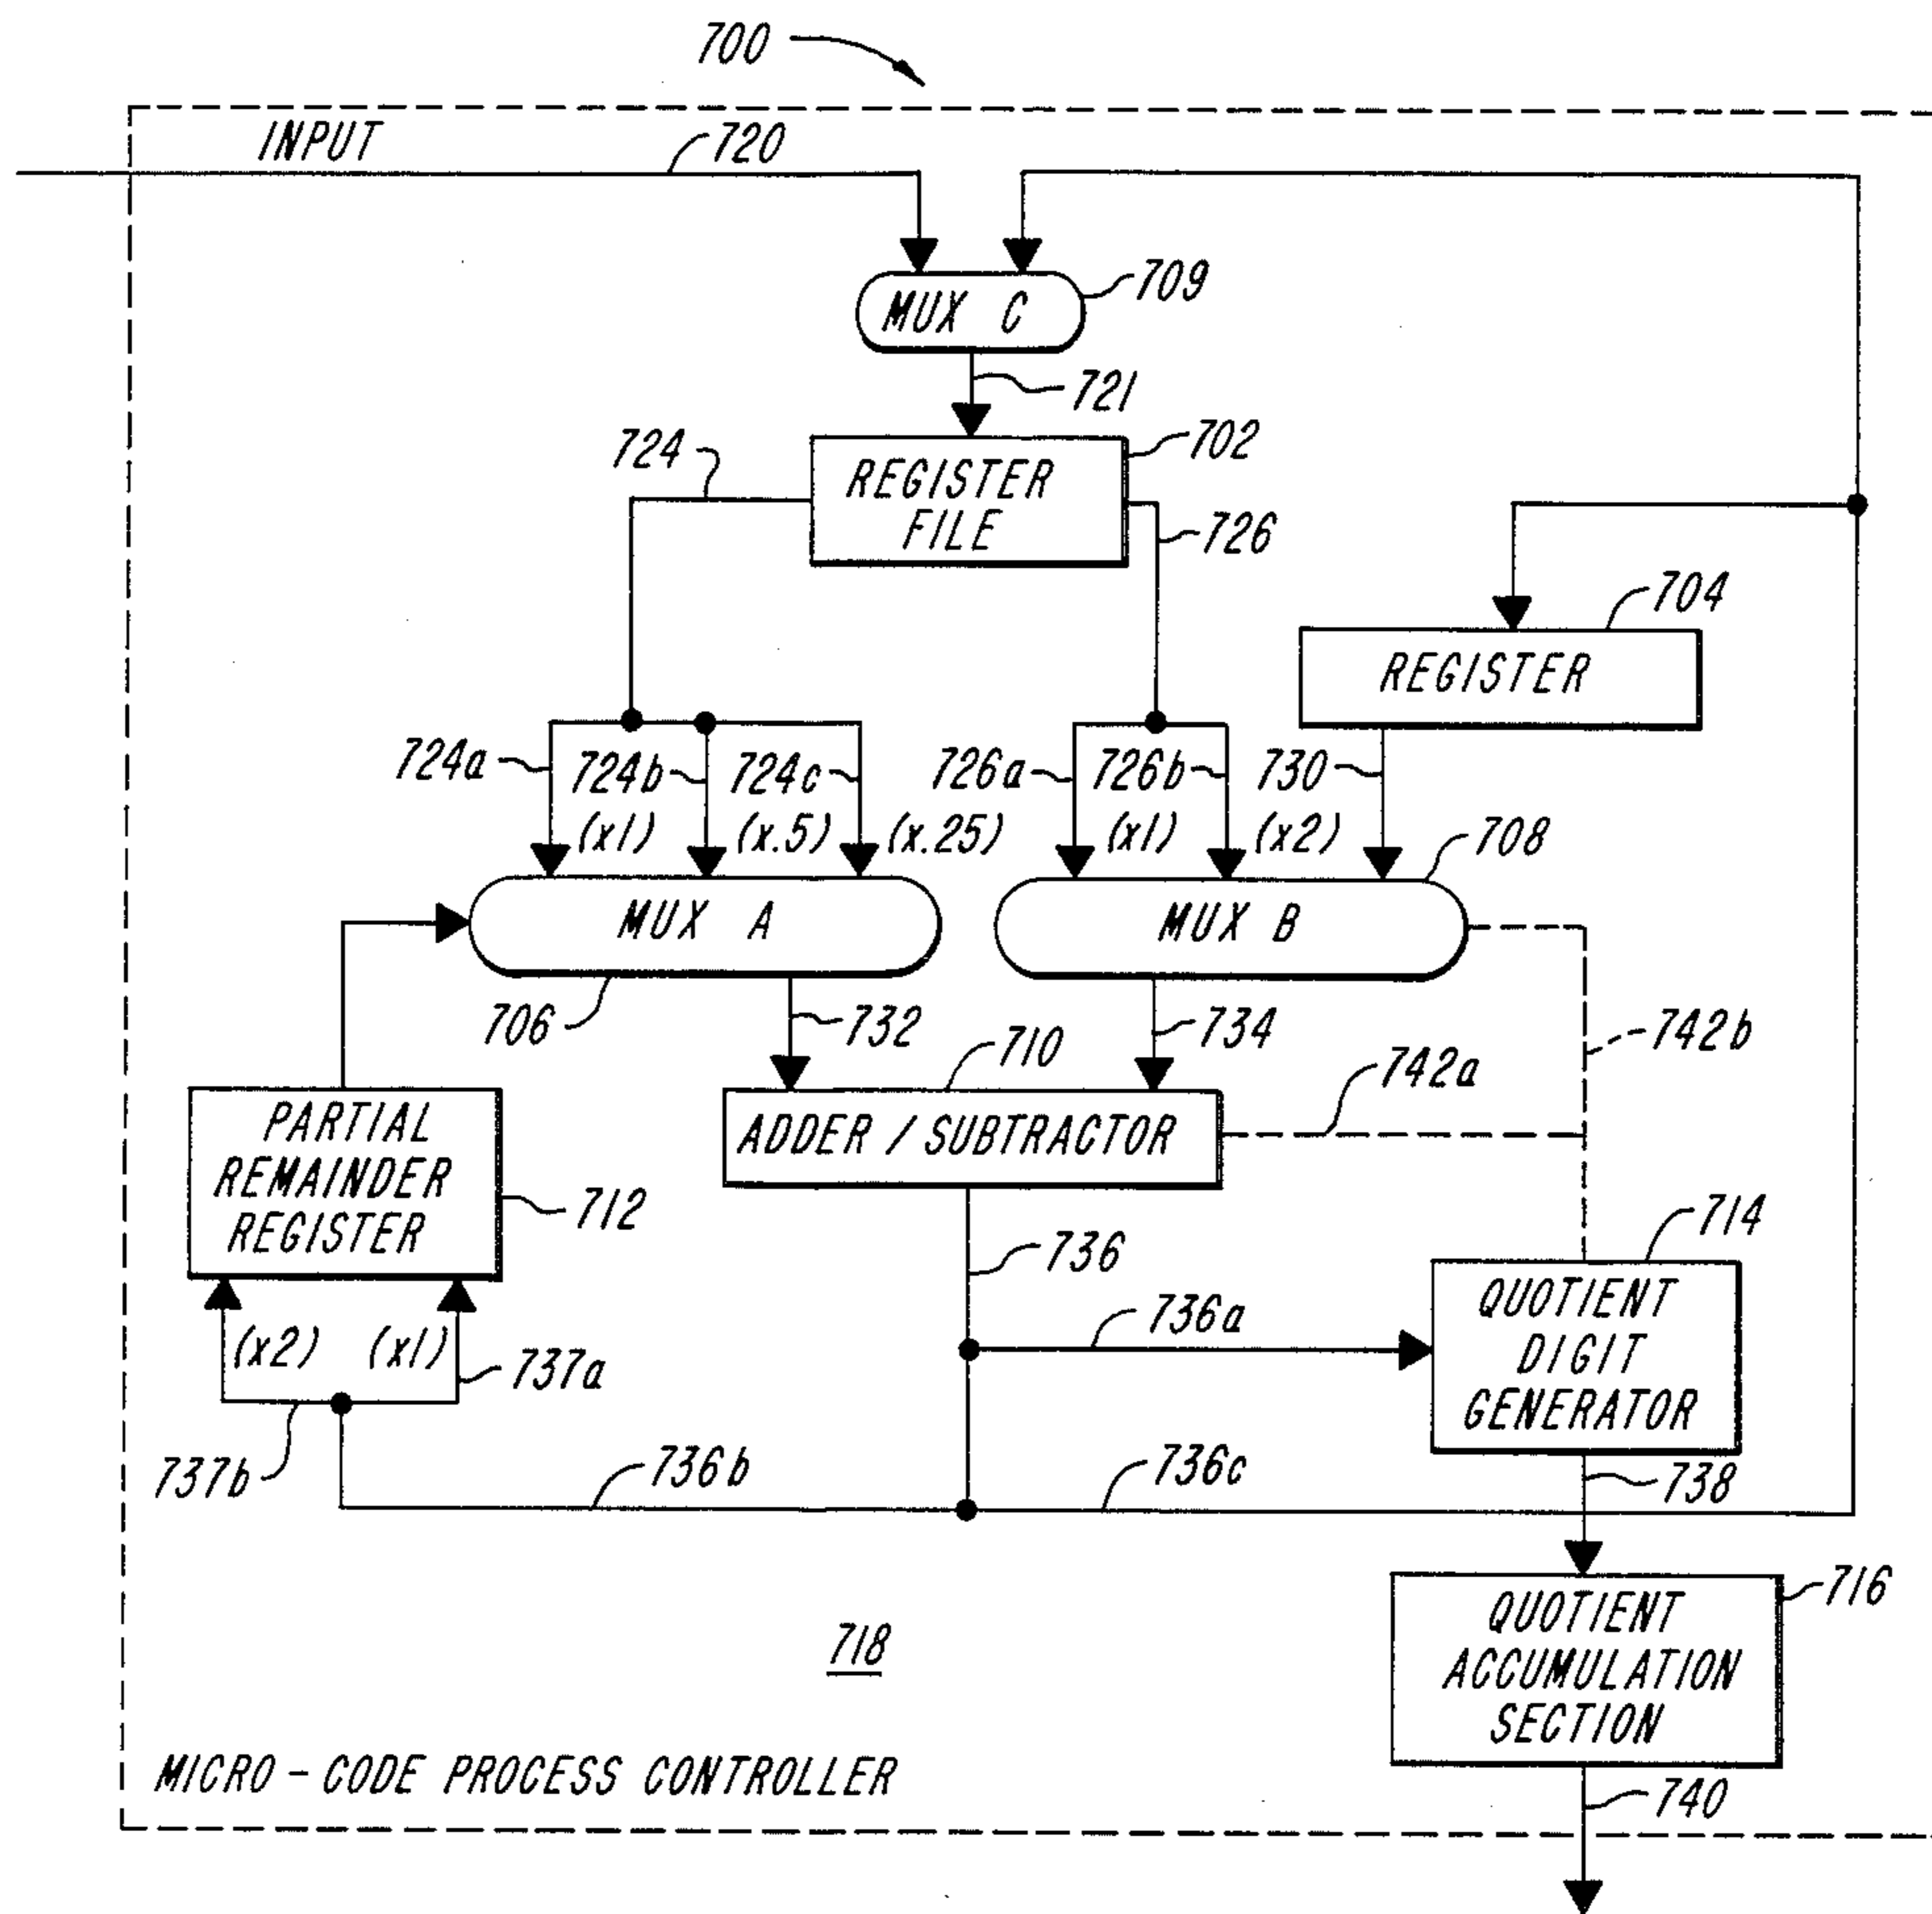 700
INPUT
720
MUX C
709
721
724
702
REGISTER
FILE
726
704
REGISTER
724a
724b
724c
726a
726b
730
(x1)
(x.5)
(x.25)
(x1)
(x2)
708
MUX A
MUX B
706
732
734
710
742a
742b
PARTIAL
REMAINDER
REGISTER
712
ADDER / SUBTRACTOR
736
714
736a
QUOTIENT
DIGIT
GENERATOR
(x2)
(x1)
737a
737b
736b
736c
738
716
QUOTIENT
ACCUMULATION
SECTION
718
MICRO-CODE PROCESS CONTROLLER
740